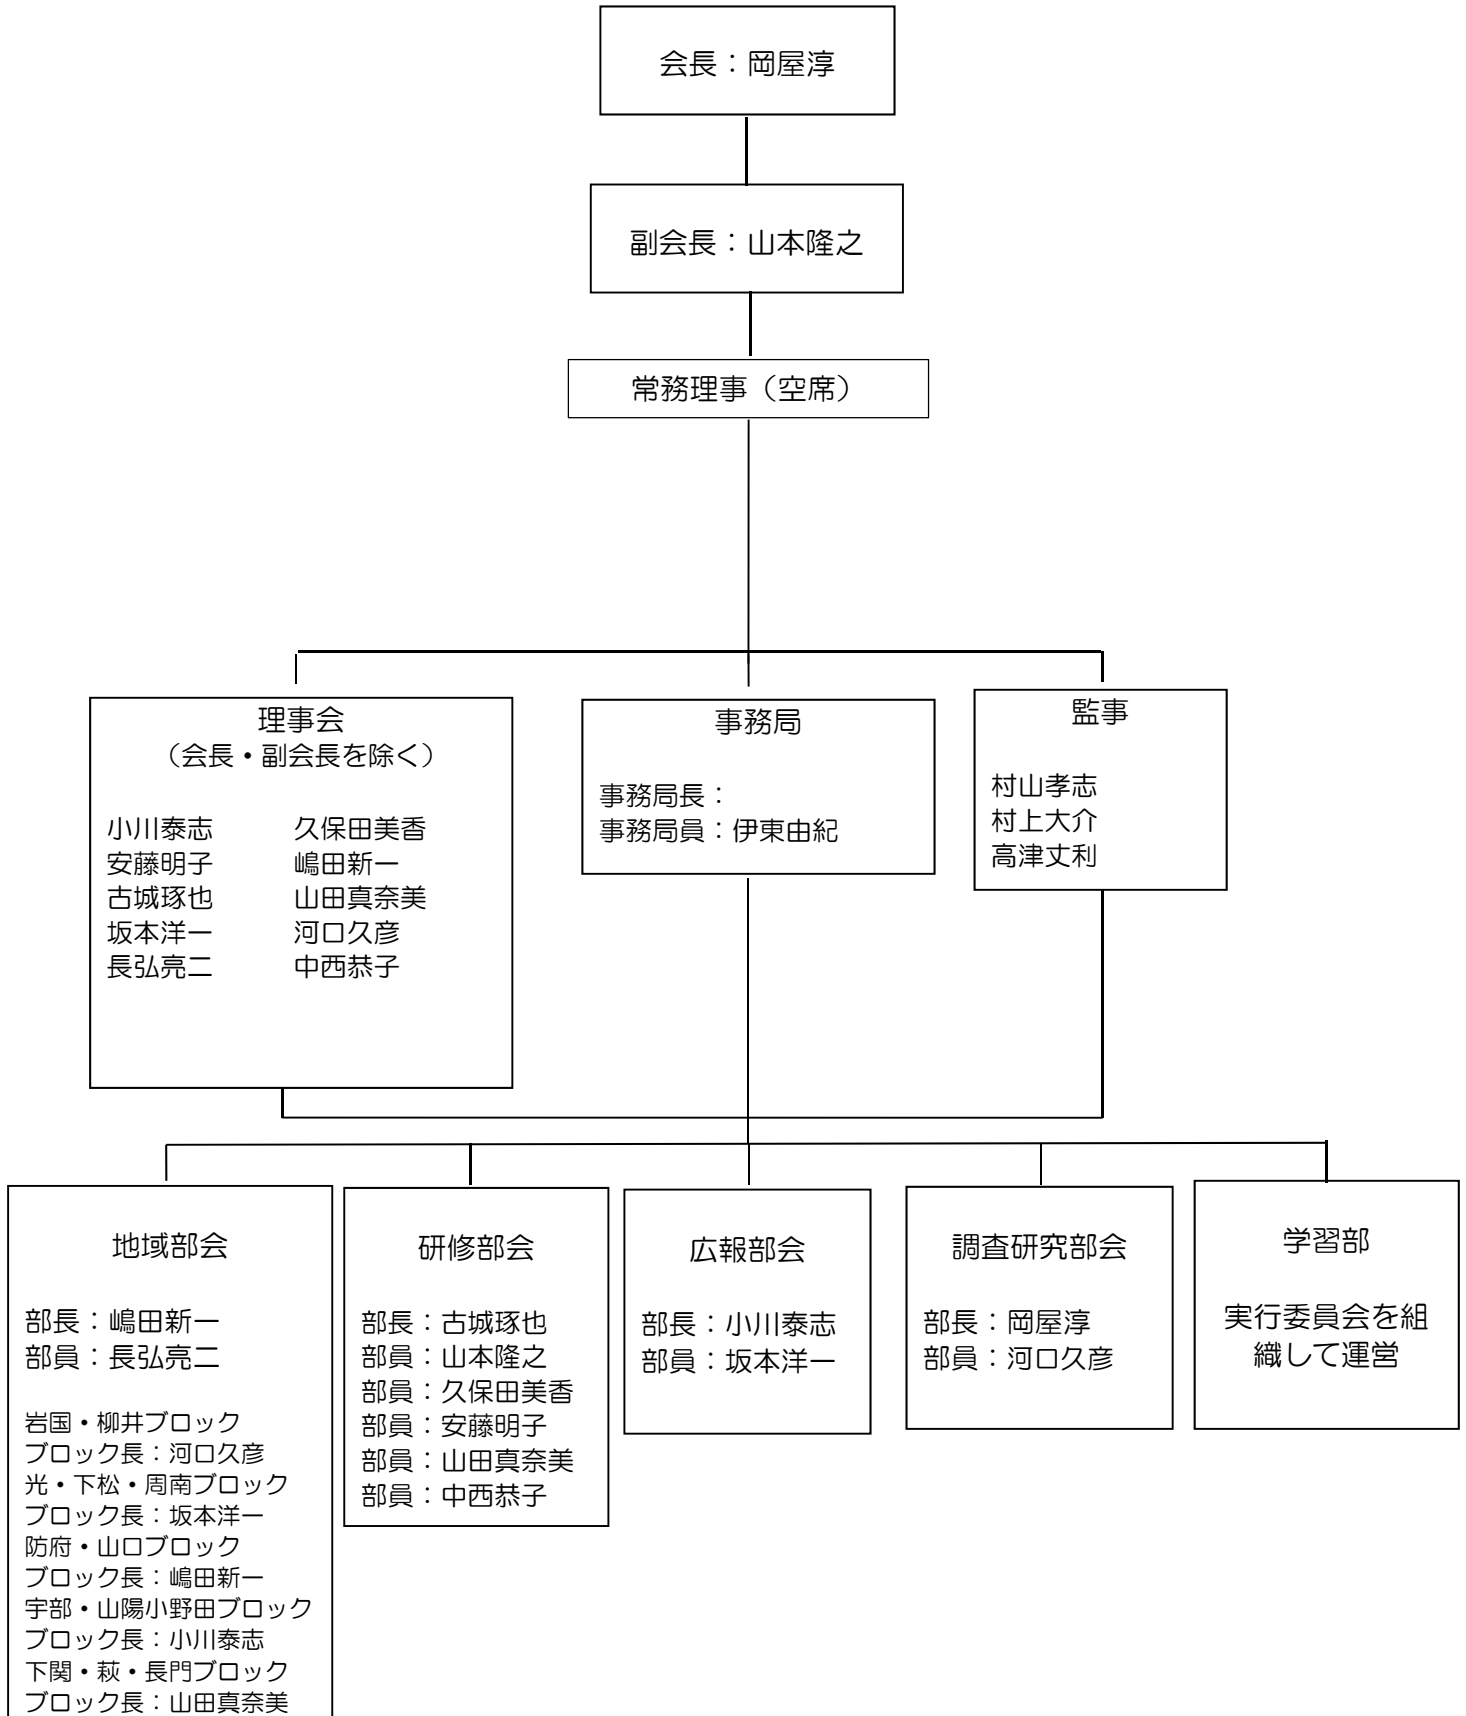 会長：岡屋淳
副会長：山本隆之
常務理事（空席）
理事会
（会長・副会長を除く）
小川泰志 久保田美香
安藤明子 嶋田新一
古城琢也 山田真奈美
坂本洋一 河口久彦
長弘亮二 中西恭子
事務局
事務局長：
事務局員：伊東由紀
監事
村山孝志
村上大介
高津丈利
地域部会
部長：嶋田新一
部員：長弘亮二
岩国・柳井ブロック
ブロック長：河口久彦
光・下松・周南ブロック
ブロック長：坂本洋一
防府・山口ブロック
ブロック長：嶋田新一
宇部・山陽小野田ブロック
ブロック長：小川泰志
下関・萩・長門ブロック
ブロック長：山田真奈美
研修部会
部長：古城琢也
部員：山本隆之
部員：久保田美香
部員：安藤明子
部員：山田真奈美
部員：中西恭子
広報部会
部長：小川泰志
部員：坂本洋一
調査研究部会
部長：岡屋淳
部員：河口久彦
学習部
実行委員会を組
織して運営